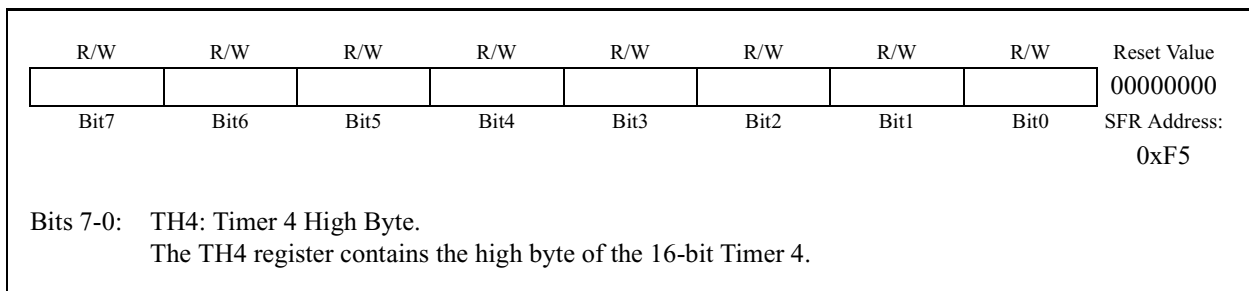 R/W R/W R/W R/W R/W R/W R/W R/W Reset Value
00000000
Bit7 Bit6 Bit5 Bit4 Bit3 Bit2 Bit1 Bit0 SFR Address:
0xF5
Bits 7-0: TH4: Timer 4 High Byte.
The TH4 register contains the high byte of the 16-bit Timer 4.